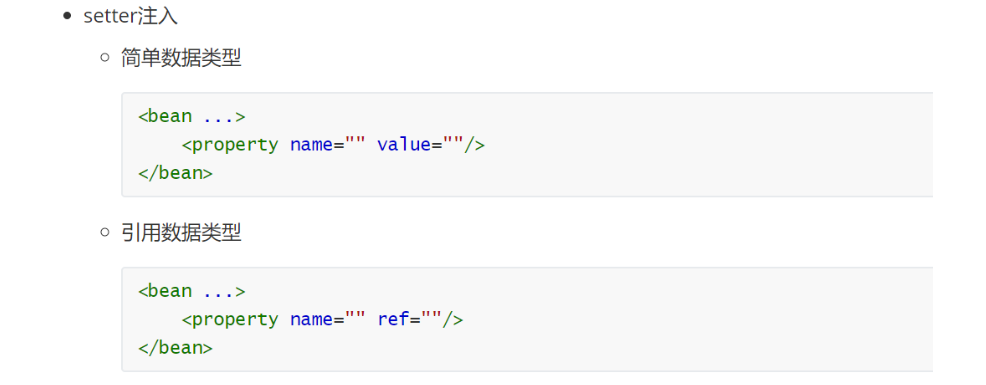 setter注入
简单数据类型
<bean ...>
    <property name="" value=""/>
</bean>
引用数据类型
<bean ...>
    <property name="" ref=""/>
</bean>